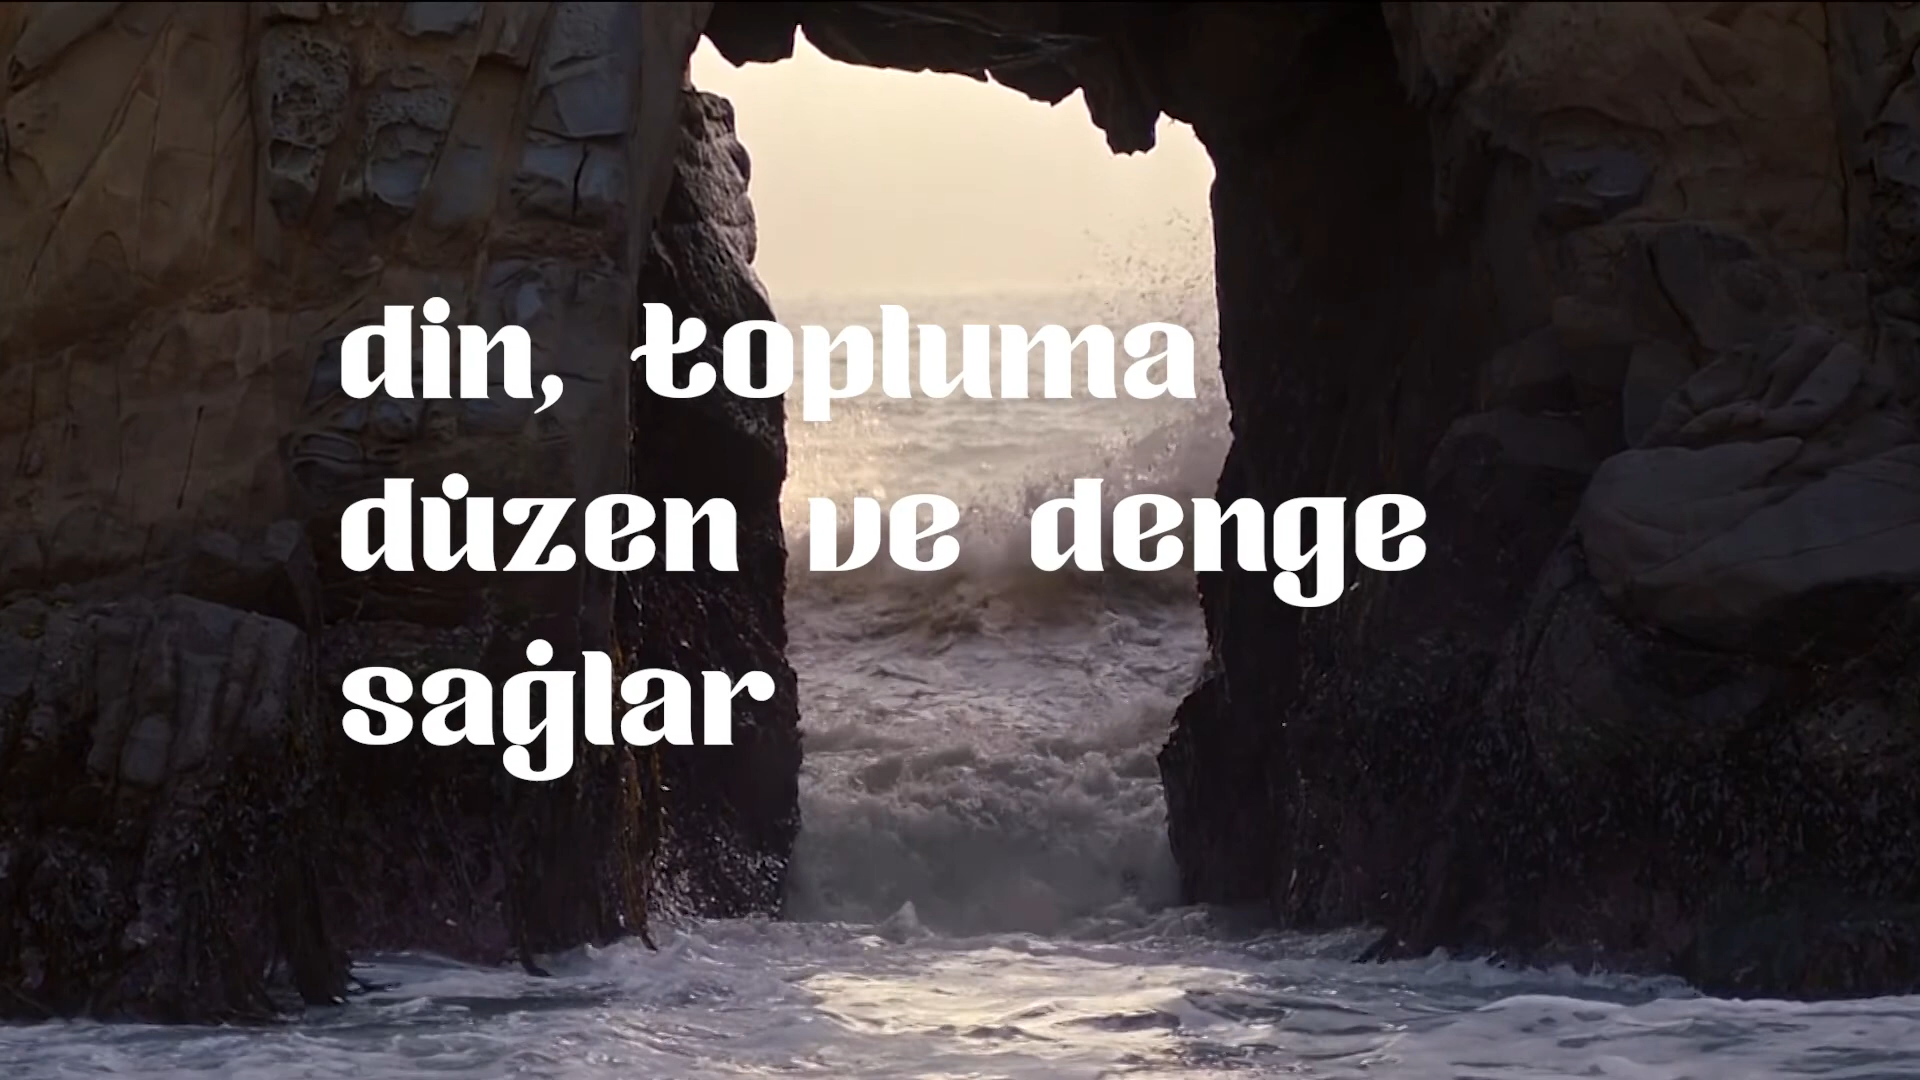 din, topluma
düzen ve denge
sağlar